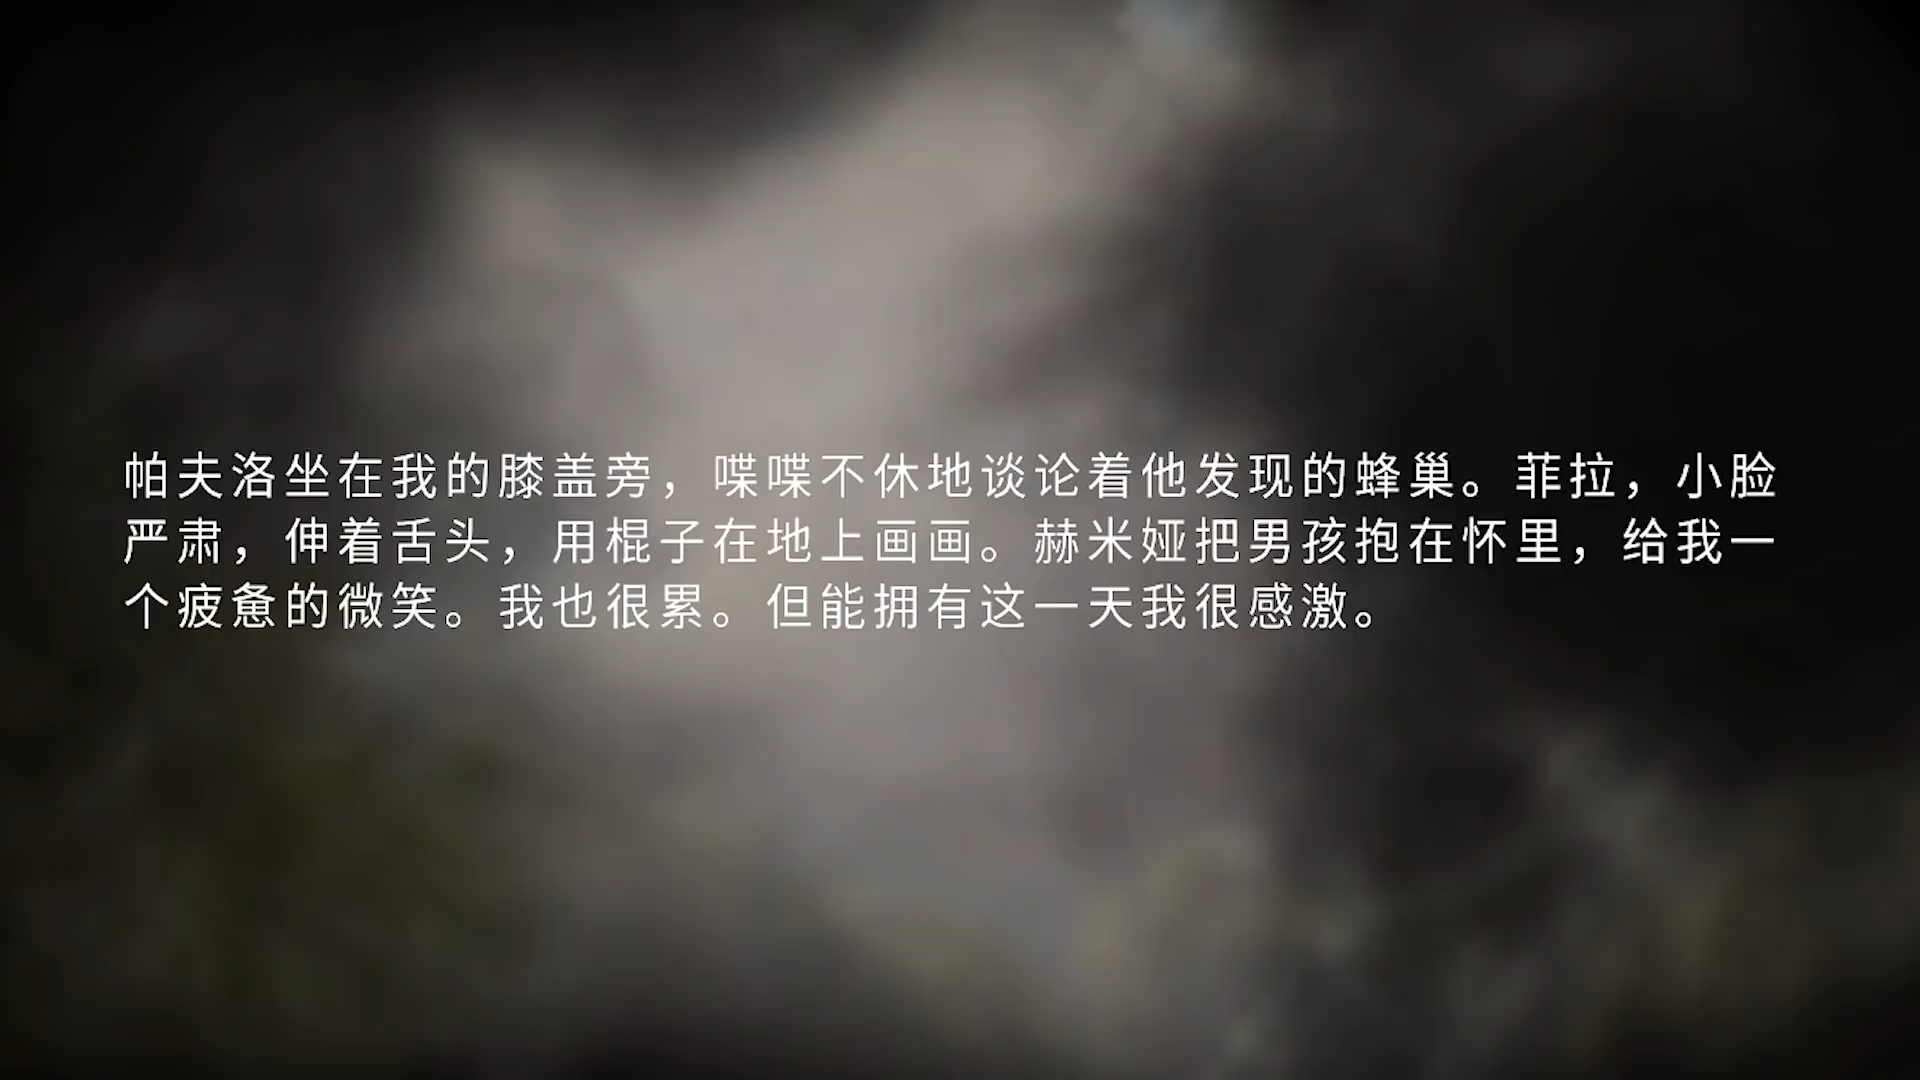 帕夫洛坐在我的膝盖旁，喋喋不休地谈论着他发现的蜂巢。菲拉，小脸
严肃，伸着舌头，用棍子在地上画画。赫米娅把男孩抱在怀里，给我一
个疲惫的微笑。我也很累。但能拥有这一天我很感激。